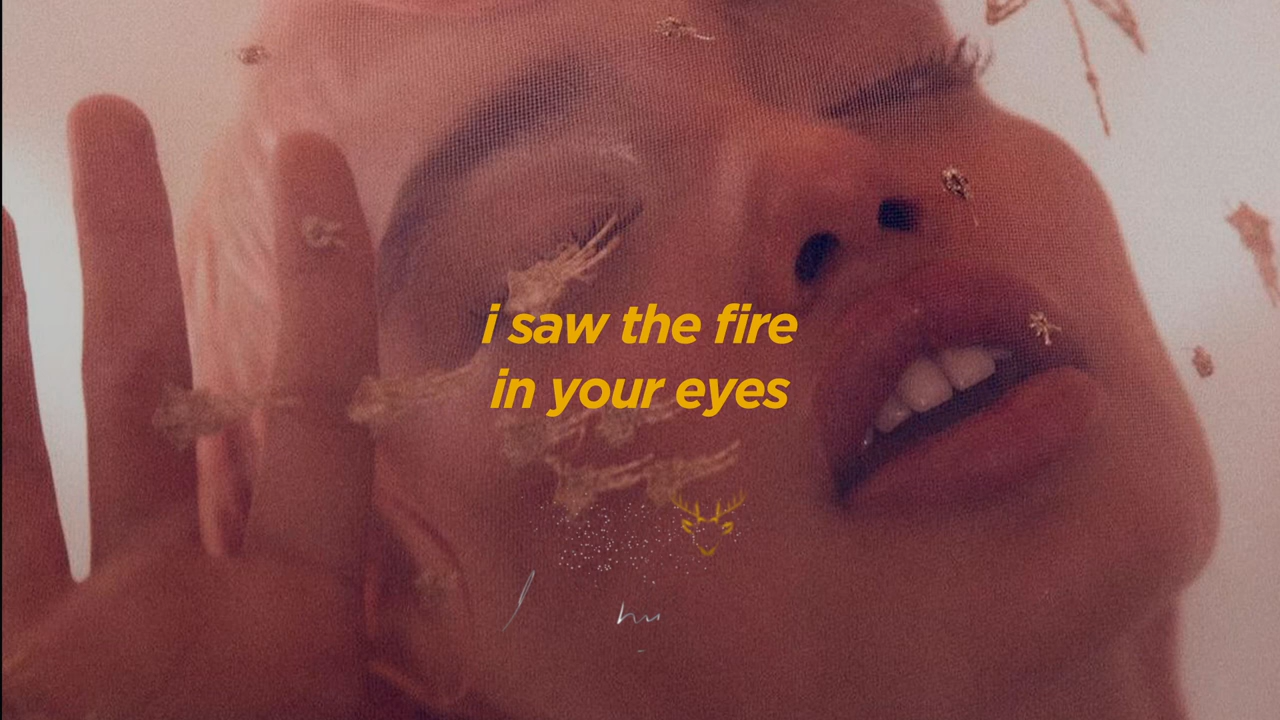 i saw the fire
in your eyes